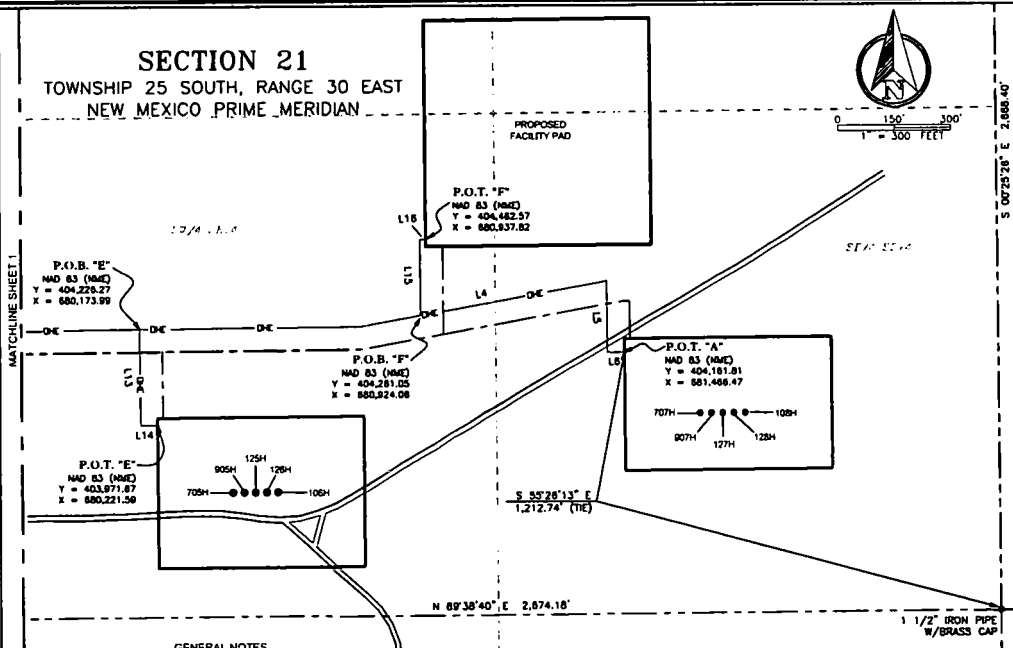 SECTION 21
TOWNSHIP 25 SOUTH, RANGE 30 EAST
NEW MEXICO PRIME MERIDIAN
N
0 150' 300'
1" = 300 FEET
S 00°25'26" E 2,668.40'
PROPOSED
FACILITY PAD
P.O.T. "F"
NAD 83 (NME)
Y = 404,482.57
X = 680,937.82
L16
L15
P.O.B. "E"
NAD 83 (NME)
Y = 404,226.27
X = 680,173.99
MATCHLINE SHEET 1
OHE
OHE
OHE
OHE
L4
OHE
L5
P.O.B. "F"
NAD 83 (NME)
Y = 404,281.05
X = 680,924.08
L6
P.O.T. "A"
NAD 83 (NME)
Y = 404,161.81
X = 681,466.47
L13
OHE
L14
707H
108H
907H
127H
128H
P.O.T. "E"
NAD 83 (NME)
Y = 403,971.87
X = 680,221.59
125H
905H
126H
705H
106H
S 55°26'13" E
1,212.74' (TIE)
N 89°38'40" E 2,674.18'
1 1/2" IRON PIPE
W/BRASS CAP
GENERAL NOTES